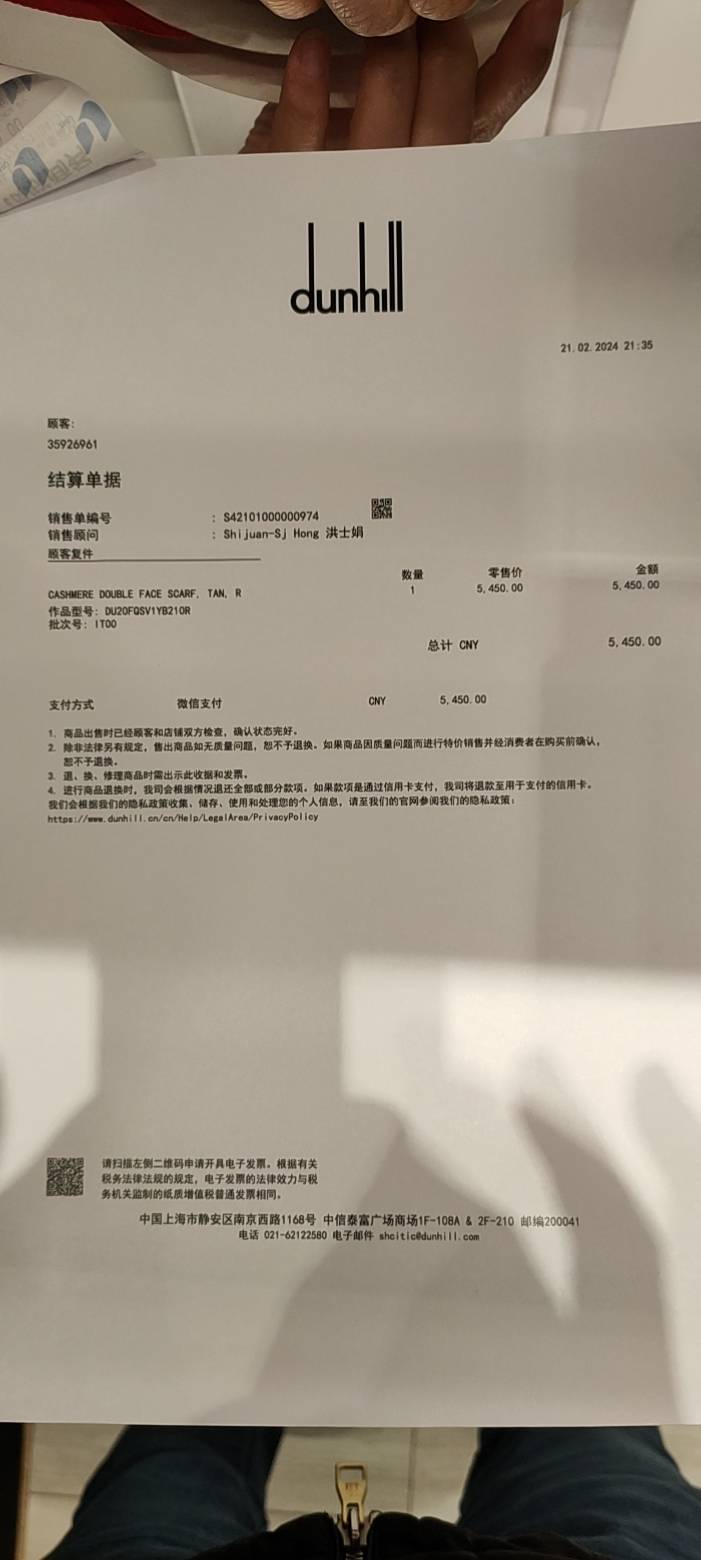 dunhill
21.02.2024 21:35
顾客:
35926961
结算单据
销售单编号 : S42101000000974
销售顾问 : Shijuan-Sj Hong 洪士娟
顾客复件
数量 零售价 金额
CASHMERE DOUBLE FACE SCARF, TAN, R 1 5,450.00 5,450.00
作品型号: DU20FQSV1YB210R
批次号: IT00
总计 CNY 5,450.00
支付方式 微信支付 CNY 5,450.00
1. 商品出售时已经顾客和店铺双方检查，确认状态完好。
2. 除非法律另有规定，售出商品如无质量问题，恕不予退换。如果商品因质量问题而进行特价销售并经消费者在购买前确认，
恕不予退换。
3. 退、换、修理商品时需出示此收据和发票。
4. 进行商品退换时，我司会根据情况退还全部或部分款项。如果款项是通过信用卡支付，我司将退款至用于支付的信用卡。
我们会根据我们的隐私政策收集、储存、使用和处理您的个人信息，请至我们的官网参阅我们的隐私政策:
https://www.dunhill.cn/cn/Help/LegalArea/PrivacyPolicy
请扫描左侧二维码申请开具电子发票。根据有关
税务法律法规的规定，电子发票的法律效力与税
务机关监制的纸质增值税普通发票相同。
中国上海市静安区南京西路1168号 中信泰富广场商场1F-108A & 2F-210 邮编200041
电话 021-62122580 电子邮件 shcitic@dunhill.com